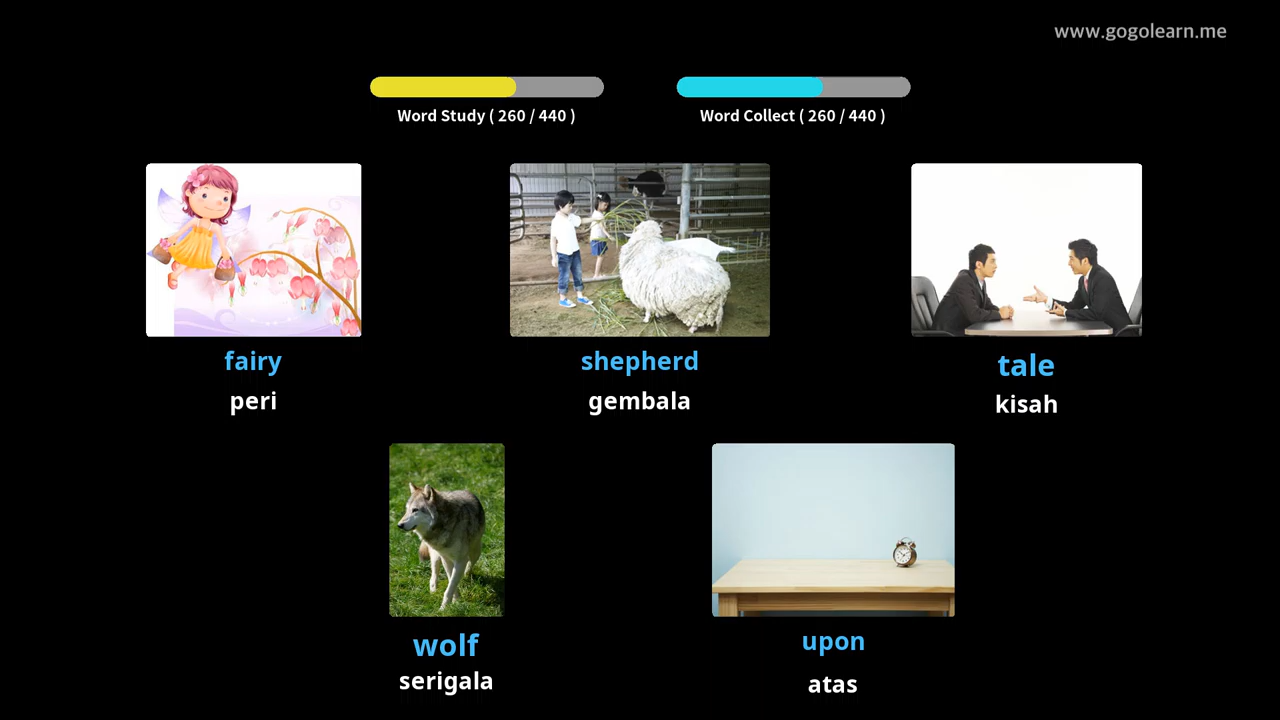 www.gogolearn.me
Word Study ( 260 / 440 )
Word Collect ( 260 / 440 )
fairy
peri
shepherd
gembala
tale
kisah
wolf
serigala
upon
atas